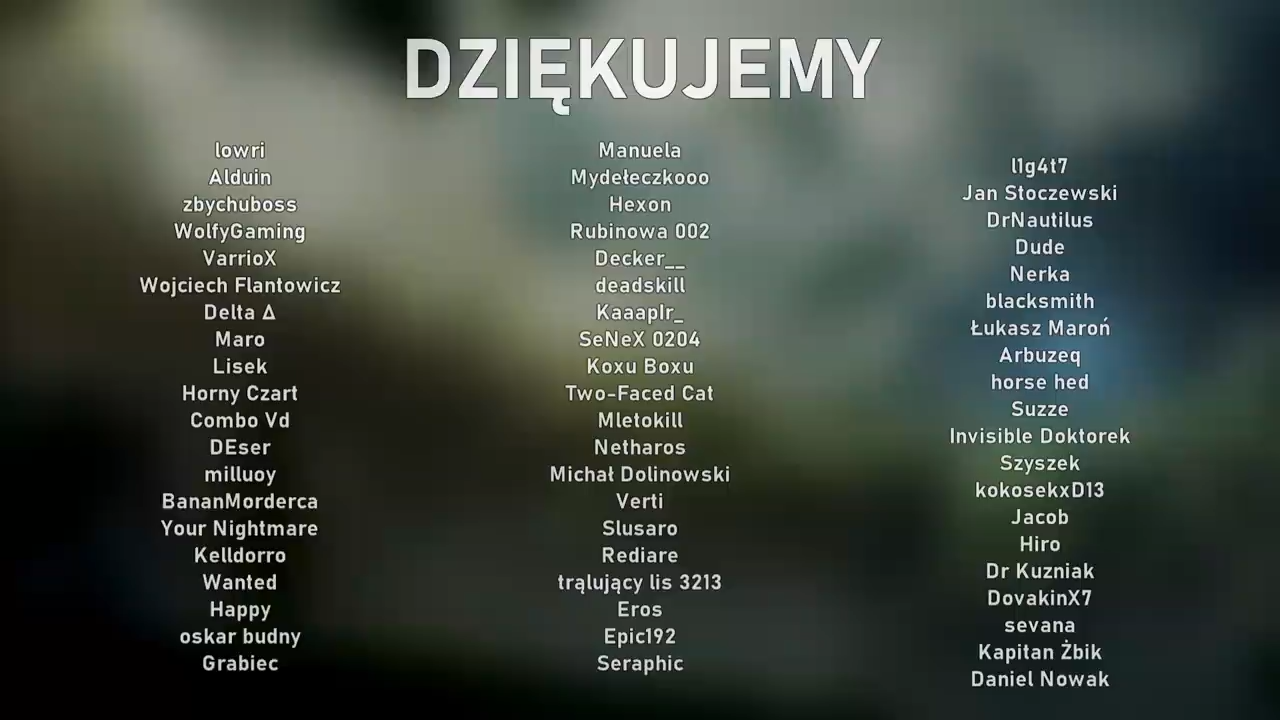 DZIĘKUJEMY
lowri
Alduin
zbychuboss
WolfyGaming
VarrioX
Wojciech Flantowicz
Delta Δ
Maro
Lisek
Horny Czart
Combo Vd
DEser
milluoy
BananMorderca
Your Nightmare
Kelldorro
Wanted
Happy
oskar budny
Grabiec
Manuela
Mydełeczkooo
Hexon
Rubinowa 002
Decker__
deadskill
KaaapIr_
SeNeX 0204
Koxu Boxu
Two-Faced Cat
Mletokill
Netharos
Michał Dolinowski
Verti
Slusaro
Rediare
trąlujący lis 3213
Eros
Epic192
Seraphic
l1g4t7
Jan Stoczewski
DrNautilus
Dude
Nerka
blacksmith
Łukasz Maroń
Arbuzeq
horse hed
Suzze
Invisible Doktorek
Szyszek
kokosekxD13
Jacob
Hiro
Dr Kuzniak
DovakinX7
sevana
Kapitan Żbik
Daniel Nowak